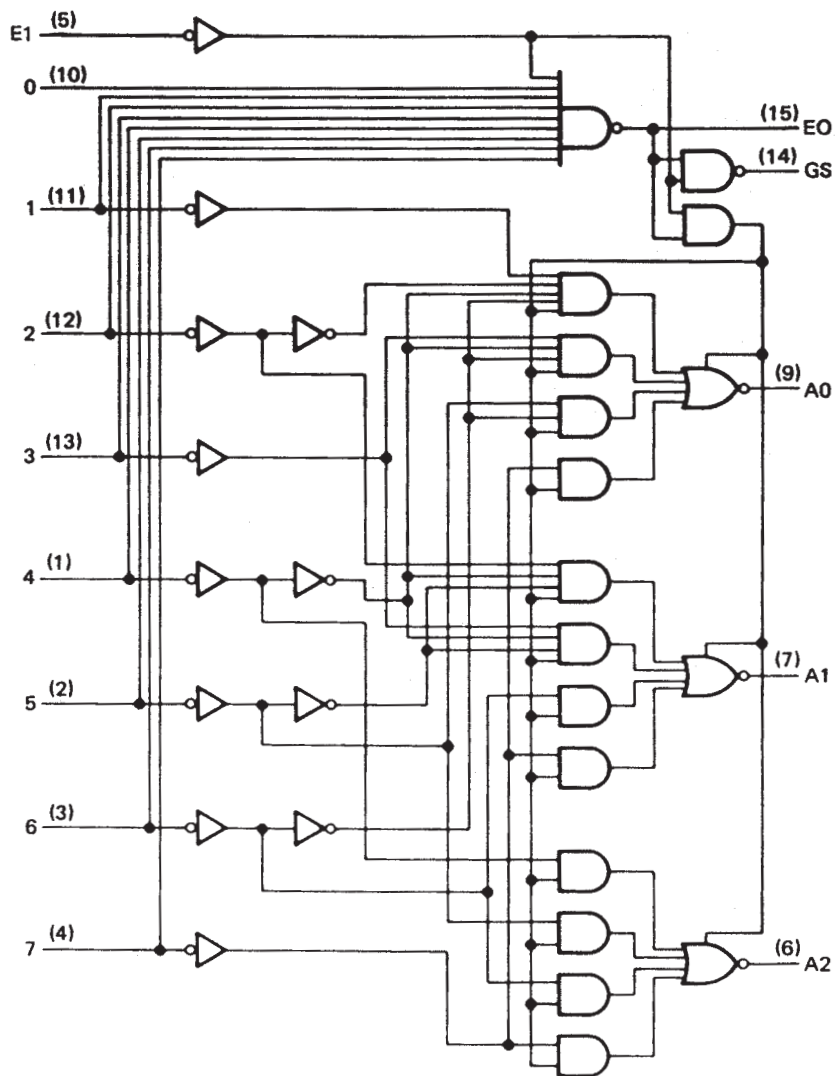 E1 (5)
0 (10)
(15) EO
(14) GS
1 (11)
2 (12)
(9) A0
3 (13)
4 (1)
(7) A1
5 (2)
6 (3)
7 (4)
(6) A2